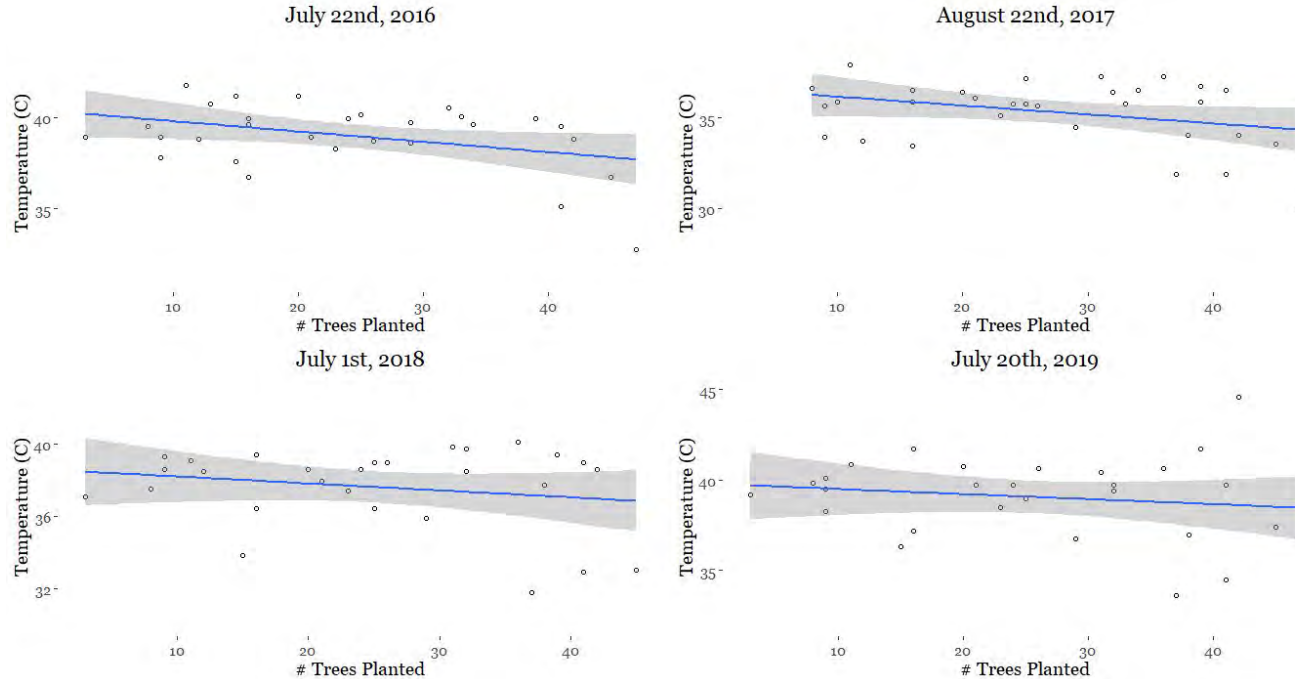 July 22nd, 2016
Temperature (C)
40
35
10 20 30 40
# Trees Planted
August 22nd, 2017
Temperature (C)
35
30
10 20 30 40
# Trees Planted
July 1st, 2018
Temperature (C)
40
36
32
10 20 30 40
# Trees Planted
July 20th, 2019
Temperature (C)
45
40
35
10 20 30 40
# Trees Planted